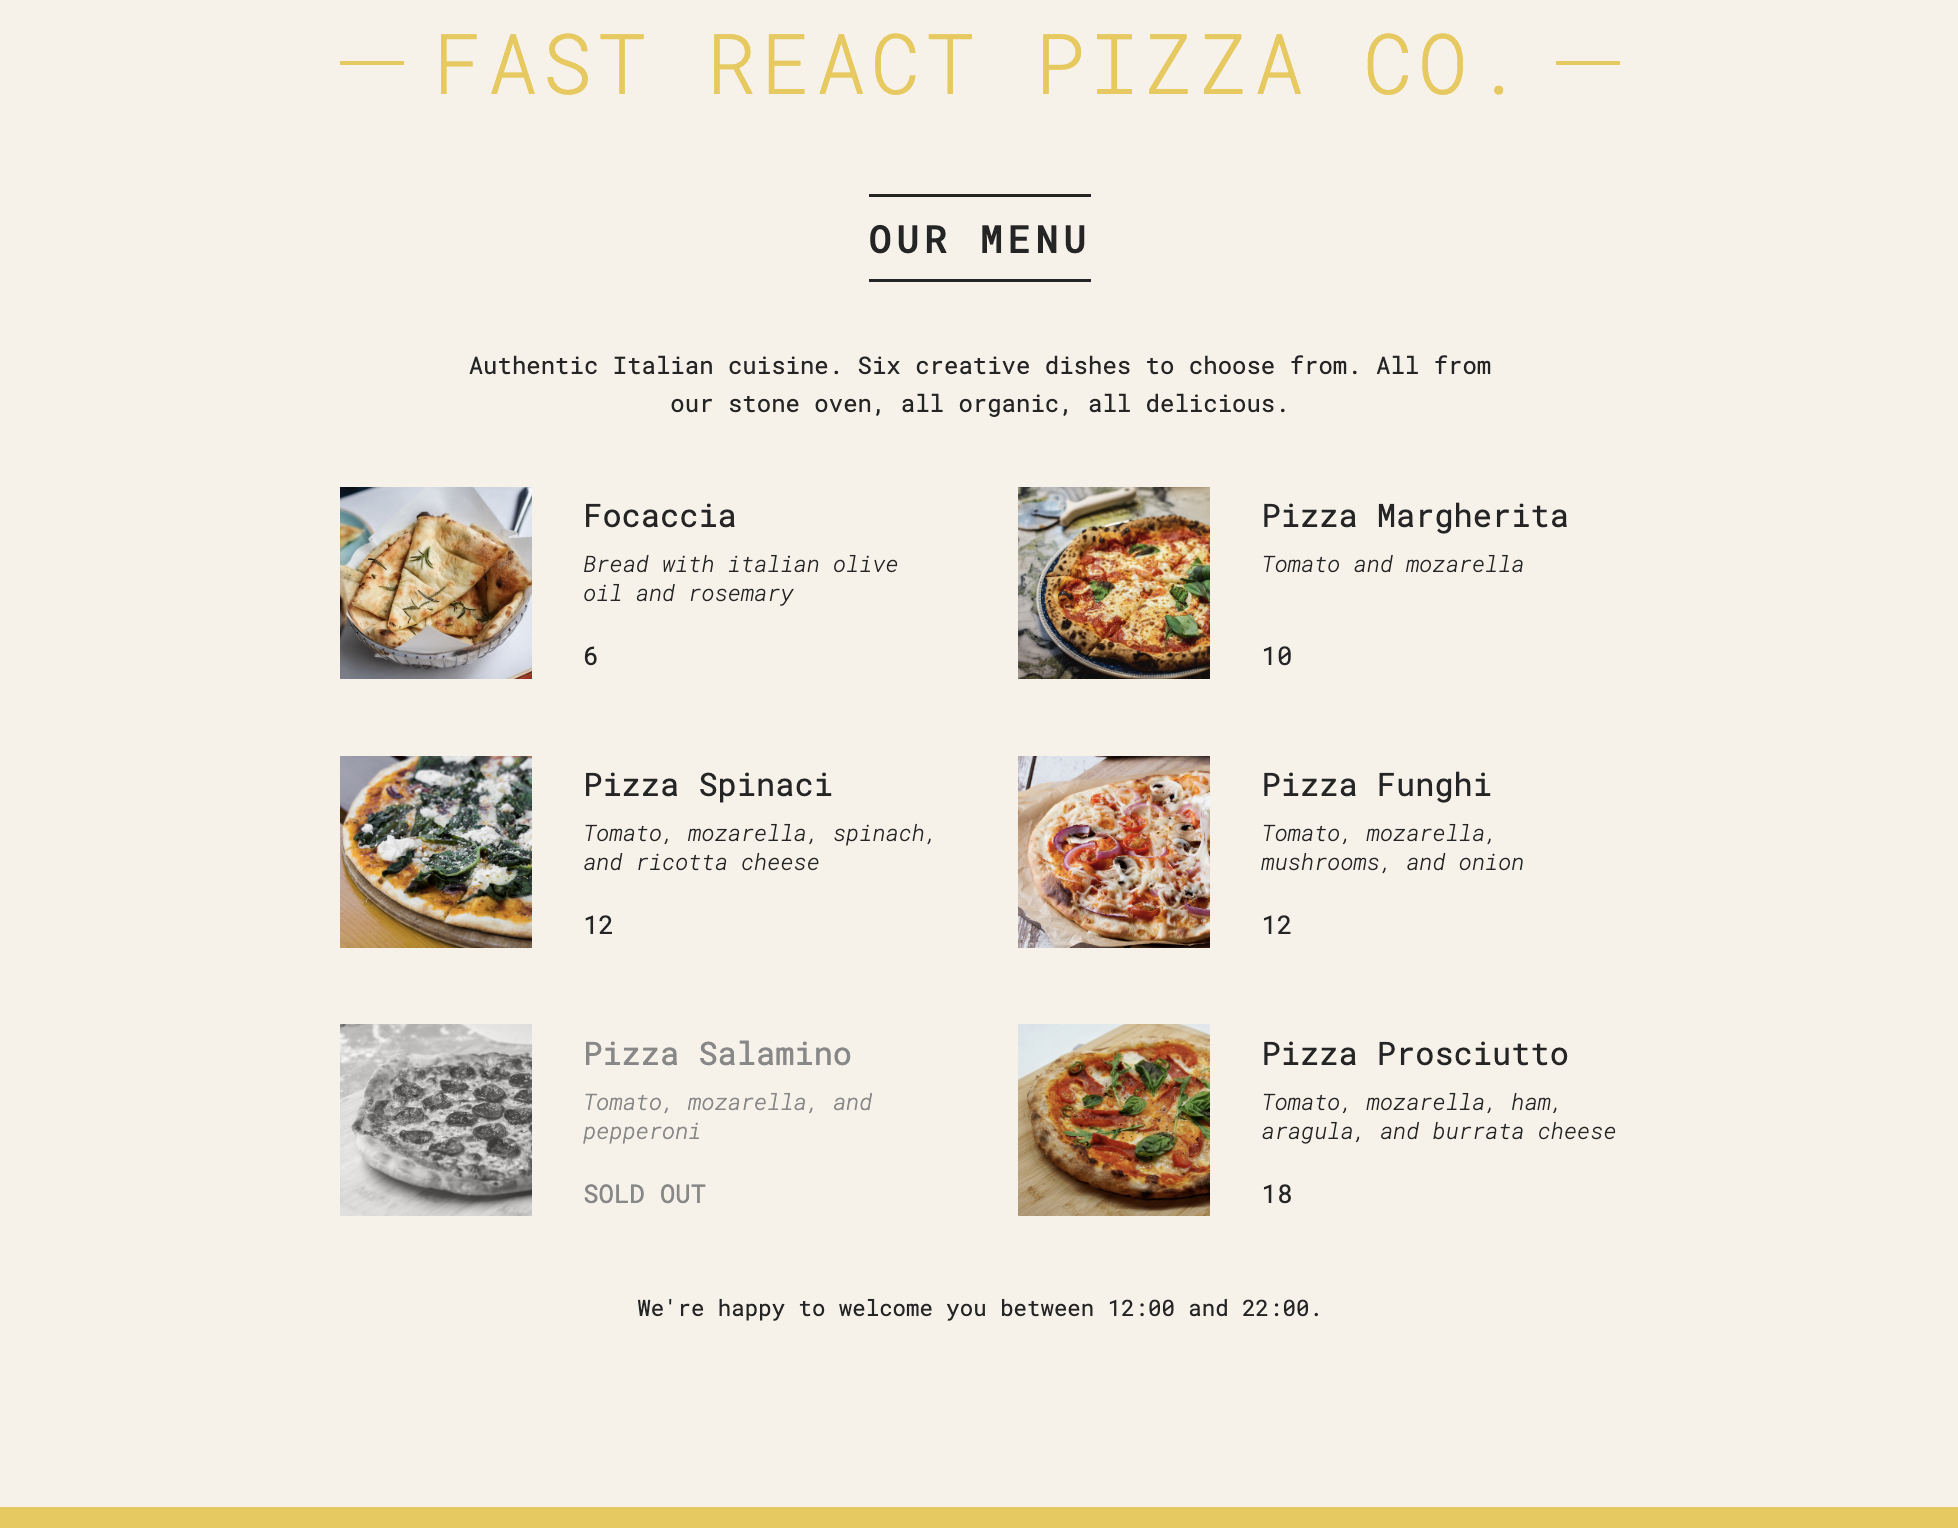 FAST REACT PIZZA CO.
OUR MENU
Authentic Italian cuisine. Six creative dishes to choose from. All from
our stone oven, all organic, all delicious.
Focaccia
Bread with italian olive
oil and rosemary
6
Pizza Margherita
Tomato and mozarella
10
Pizza Spinaci
Tomato, mozarella, spinach,
and ricotta cheese
12
Pizza Funghi
Tomato, mozarella,
mushrooms, and onion
12
Pizza Salamino
Tomato, mozarella, and
pepperoni
SOLD OUT
Pizza Prosciutto
Tomato, mozarella, ham,
aragula, and burrata cheese
18
We're happy to welcome you between 12:00 and 22:00.